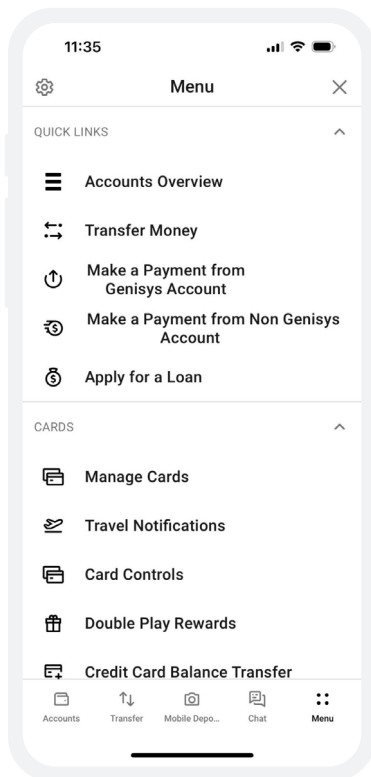 11:35
Menu
QUICK LINKS
Accounts Overview
Transfer Money
Make a Payment from
Genisys Account
Make a Payment from Non Genisys
Account
Apply for a Loan
CARDS
Manage Cards
Travel Notifications
Card Controls
Double Play Rewards
Credit Card Balance Transfer
Accounts
Transfer
Mobile Depo...
Chat
Menu